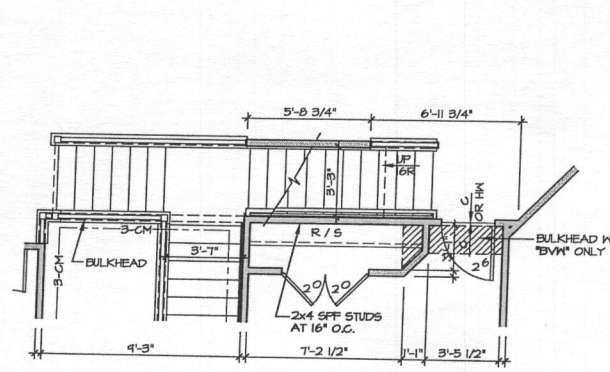 5'-8 3/4"
6'-11 3/4"
UP
6R
3'-3"
C
OR HW
3-CM
R / S
BULKHEAD W
"BVW" ONLY
BULKHEAD
3'-7"
3-CM
2⁰
2⁰
2⁶
2x4 SPF STUDS
AT 16" O.C.
9'-3"
7'-2 1/2"
1'-1"
3'-5 1/2"